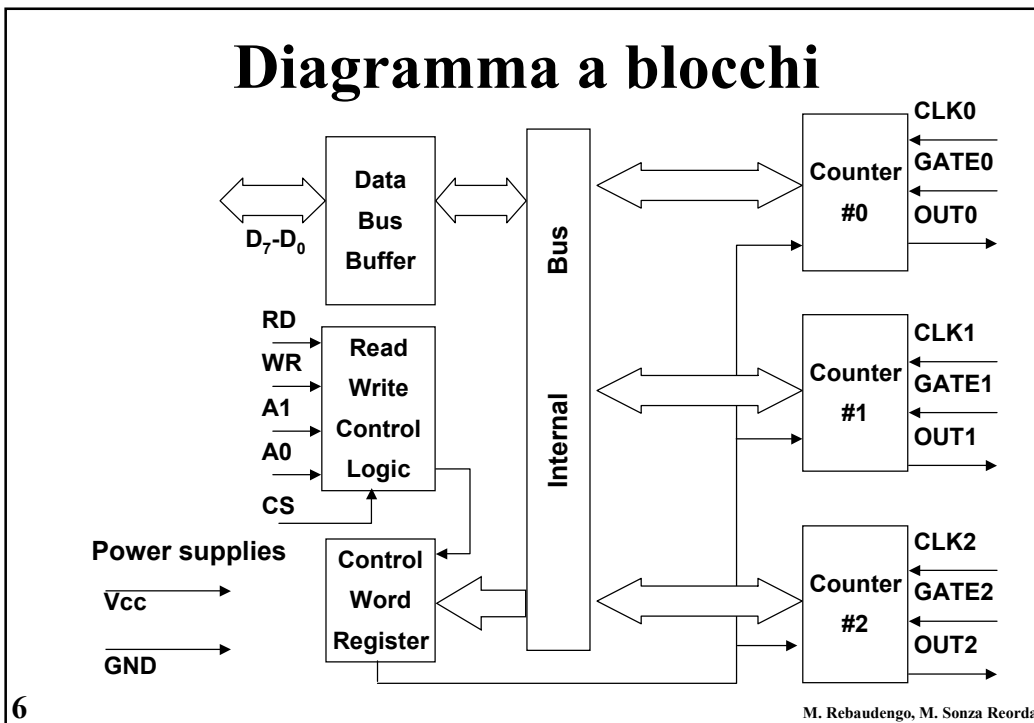 Diagramma a blocchi
Data
Bus
Buffer
D7-D0
RD
WR
A1
A0
CS
Read
Write
Control
Logic
Power supplies
Vcc
GND
Control
Word
Register
Internal Bus
Counter
#0
CLK0
GATE0
OUT0
Counter
#1
CLK1
GATE1
OUT1
Counter
#2
CLK2
GATE2
OUT2
6
M. Rebaudengo, M. Sonza Reorda